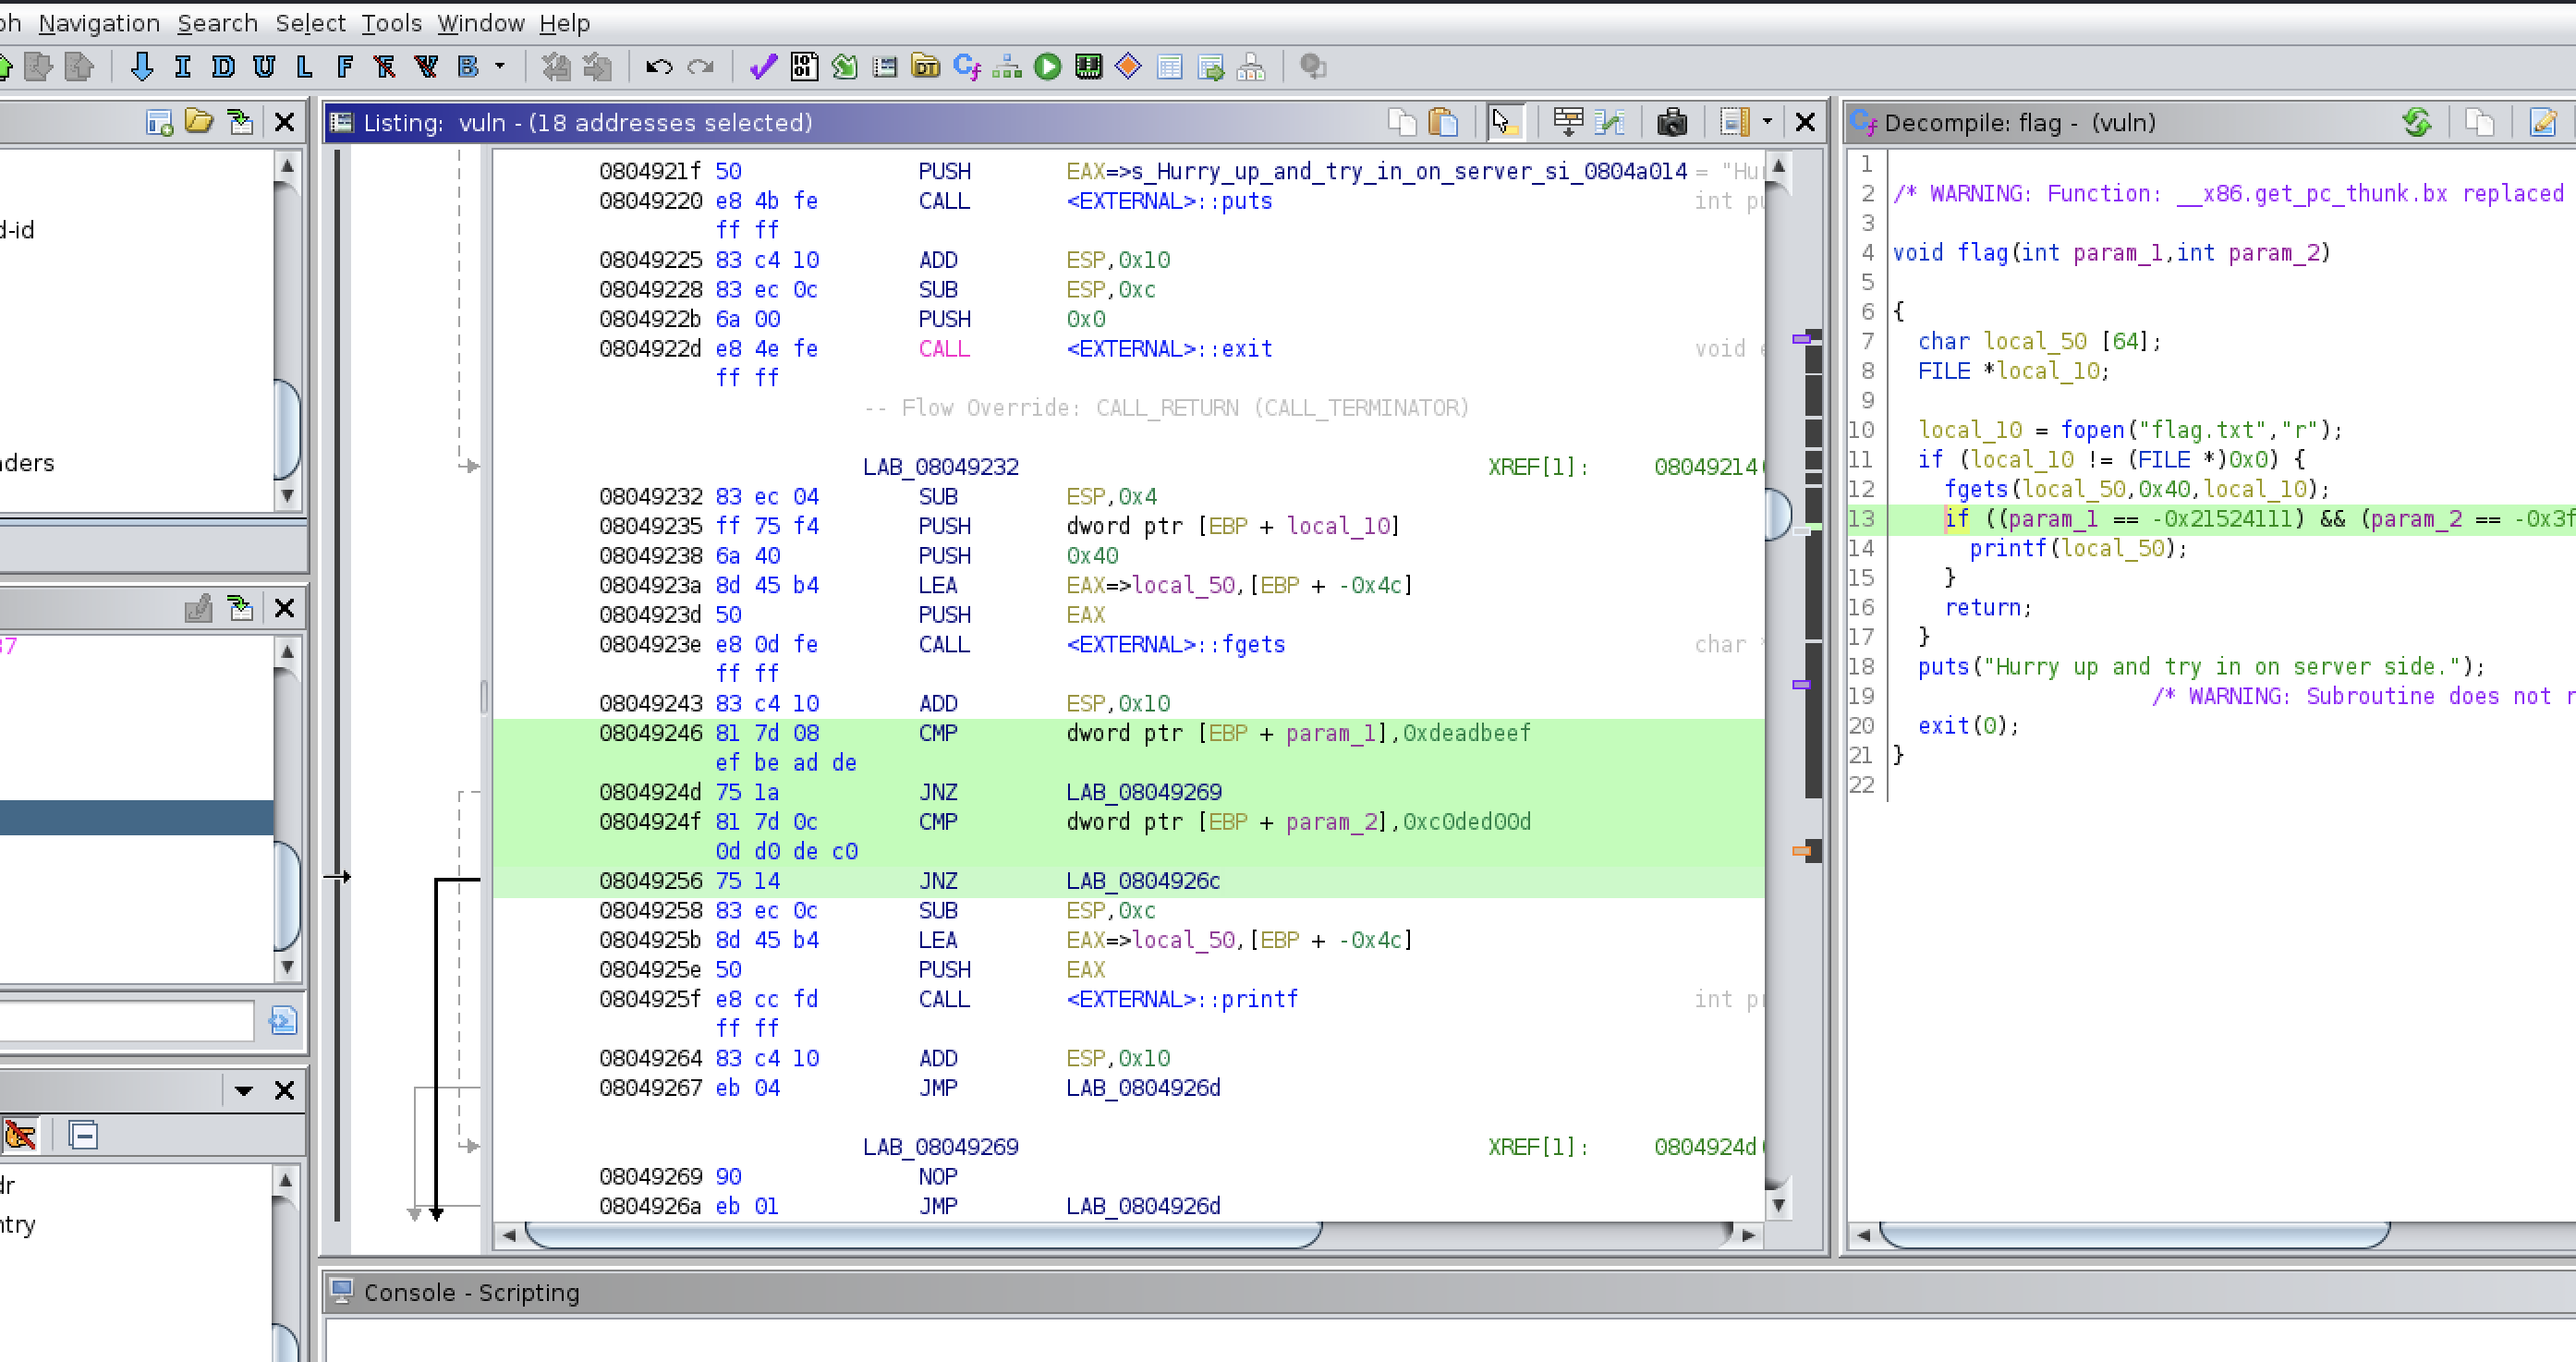 ph Navigation Search Select Tools Window Help
I D U L F B
Listing: vuln - (18 addresses selected)
0804921f 50 PUSH EAX=>s_Hurry_up_and_try_in_on_server_si_0804a014 = "Hu
08049220 e8 4b fe CALL <EXTERNAL>::puts int pu
ff ff
08049225 83 c4 10 ADD ESP,0x10
08049228 83 ec 0c SUB ESP,0xc
0804922b 6a 00 PUSH 0x0
0804922d e8 4e fe CALL <EXTERNAL>::exit void e
ff ff
-- Flow Override: CALL_RETURN (CALL_TERMINATOR)
LAB_08049232 XREF[1]: 08049214(
08049232 83 ec 04 SUB ESP,0x4
08049235 ff 75 f4 PUSH dword ptr [EBP + local_10]
08049238 6a 40 PUSH 0x40
0804923a 8d 45 b4 LEA EAX=>local_50,[EBP + -0x4c]
0804923d 50 PUSH EAX
0804923e e8 0d fe CALL <EXTERNAL>::fgets char *
ff ff
08049243 83 c4 10 ADD ESP,0x10
08049246 81 7d 08 CMP dword ptr [EBP + param_1],0xdeadbeef
ef be ad de
0804924d 75 1a JNZ LAB_08049269
0804924f 81 7d 0c CMP dword ptr [EBP + param_2],0xc0ded00d
0d d0 de c0
08049256 75 14 JNZ LAB_0804926c
08049258 83 ec 0c SUB ESP,0xc
0804925b 8d 45 b4 LEA EAX=>local_50,[EBP + -0x4c]
0804925e 50 PUSH EAX
0804925f e8 cc fd CALL <EXTERNAL>::printf int pr
ff ff
08049264 83 c4 10 ADD ESP,0x10
08049267 eb 04 JMP LAB_0804926d
LAB_08049269 XREF[1]: 0804924d(
08049269 90 NOP
0804926a eb 01 JMP LAB_0804926d
Decompile: flag - (vuln)
1
2 /* WARNING: Function: __x86.get_pc_thunk.bx replaced
3
4 void flag(int param_1,int param_2)
5
6 {
7 char local_50 [64];
8 FILE *local_10;
9
10 local_10 = fopen("flag.txt","r");
11 if (local_10 != (FILE *)0x0) {
12 fgets(local_50,0x40,local_10);
13 if ((param_1 == -0x21524111) && (param_2 == -0x3f
14 printf(local_50);
15 }
16 return;
17 }
18 puts("Hurry up and try in on server side.");
19 /* WARNING: Subroutine does not r
20 exit(0);
21 }
22
d-id
aders
37
dr
ntry
Console - Scripting